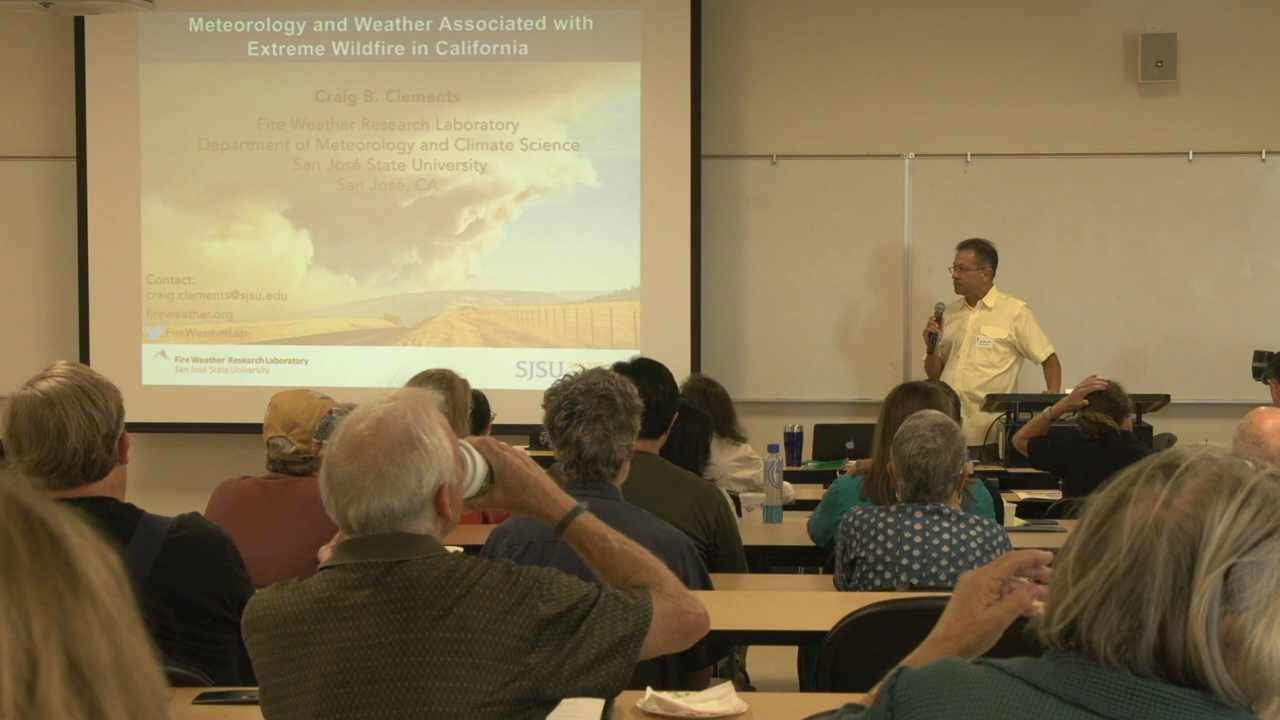 Meteorology and Weather Associated with
Extreme Wildfire in California
Craig B. Clements
Fire Weather Research Laboratory
Department of Meteorology and Climate Science
San José State University
San José, CA
Contact:
craig.clements@sjsu.edu
fireweather.org
FireWeatherLab
Fire Weather Research Laboratory
San José State University
SJSU